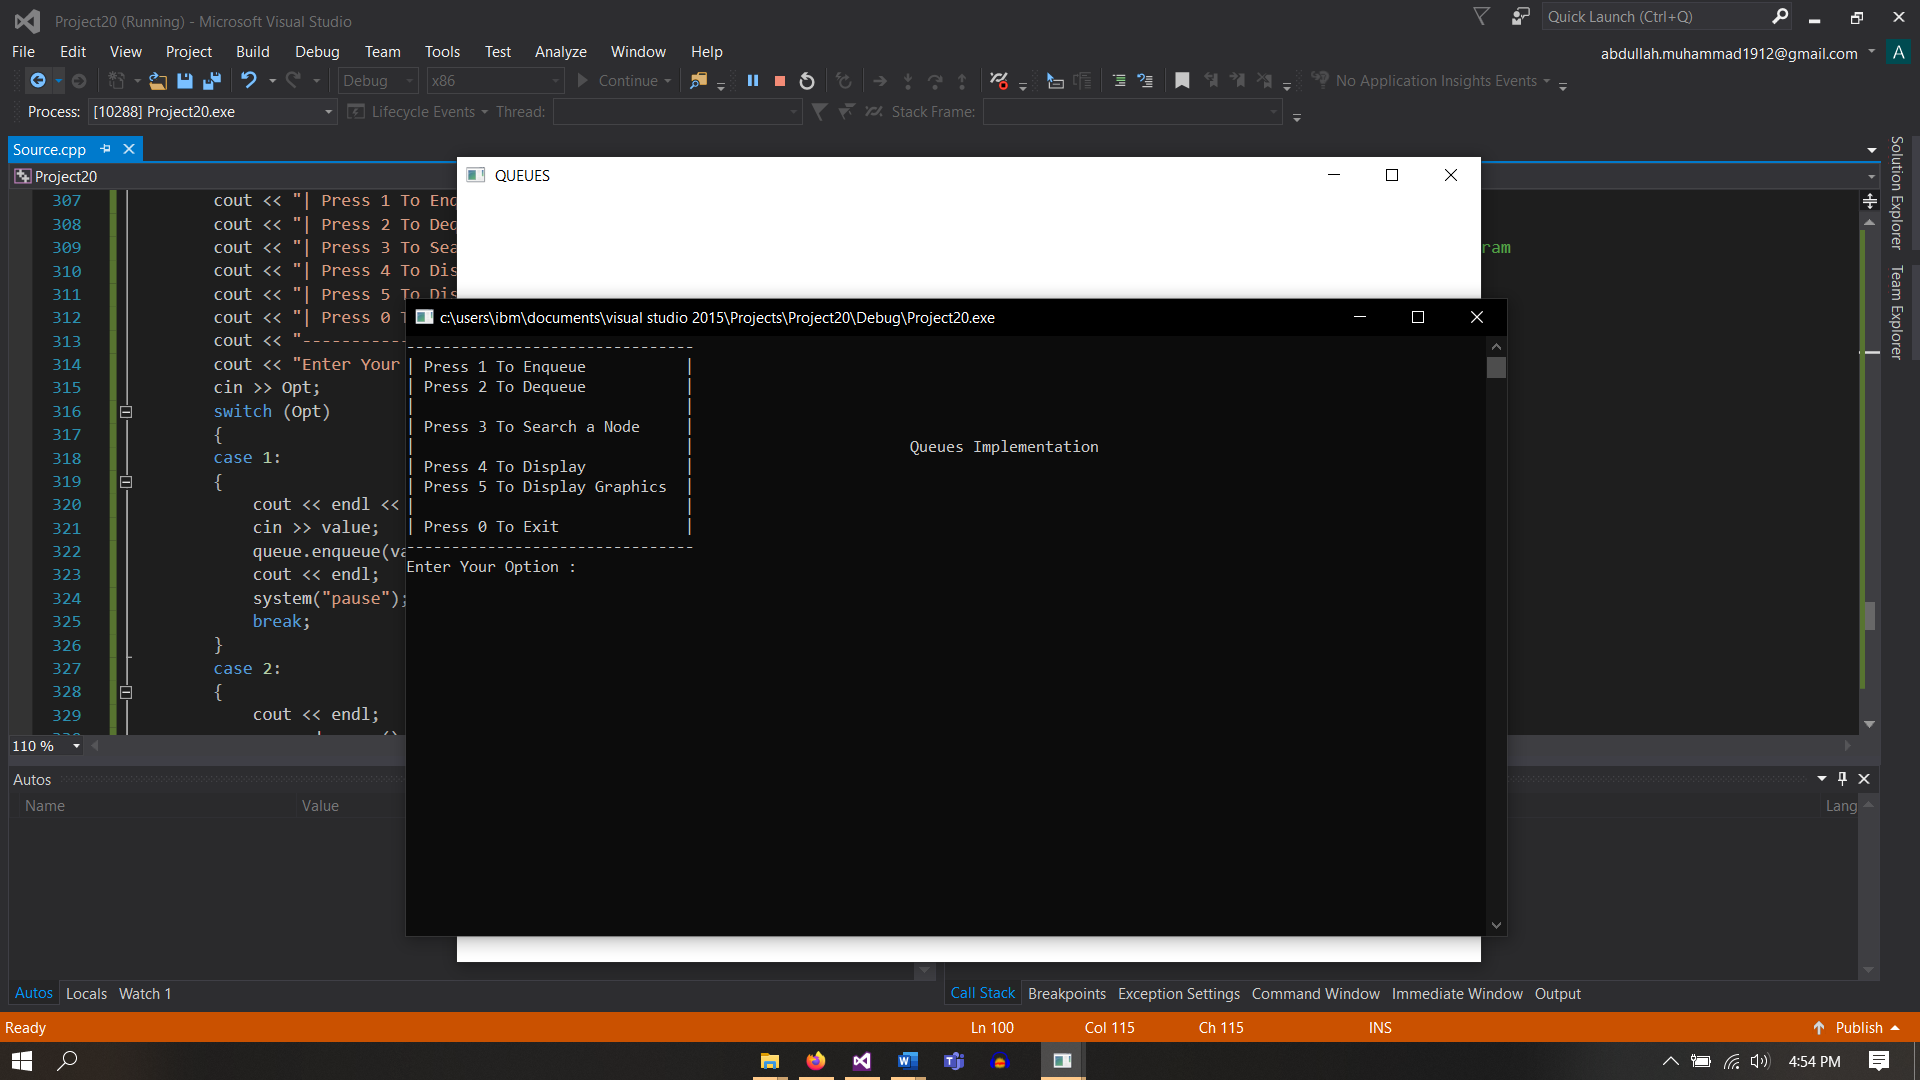 Project20 (Running) - Microsoft Visual Studio
Quick Launch (Ctrl+Q)
File Edit View Project Build Debug Team Tools Test Analyze Window Help
abdullah.muhammad1912@gmail.com A
Debug x86 Continue No Application Insights Events
Process: [10288] Project20.exe Lifecycle Events Thread: Stack Frame:
Source.cpp
Project20
307 cout << "| Press 1 To Enq
308 cout << "| Press 2 To Deq
309 cout << "| Press 3 To Sea
ram
310 cout << "| Press 4 To Dis
311 cout << "| Press 5 To Dis
312 cout << "| Press 0 T
313 cout << "-----------
314 cout << "Enter Your
315 cin >> Opt;
316 switch (Opt)
317 {
318 case 1:
319 {
320 cout << endl <<
321 cin >> value;
322 queue.enqueue(va
323 cout << endl;
324 system("pause");
325 break;
326 }
327 case 2:
328 {
329 cout << endl;
110 %
QUEUES
c:\users\ibm\documents\visual studio 2015\Projects\Project20\Debug\Project20.exe
--------------------------------
| Press 1 To Enqueue |
| Press 2 To Dequeue |
| |
| Press 3 To Search a Node |
| | Queues Implementation
| Press 4 To Display |
| Press 5 To Display Graphics |
| |
| Press 0 To Exit |
--------------------------------
Enter Your Option :
Solution Explorer
Team Explorer
Autos
Name Value
Lang
Autos Locals Watch 1
Call Stack Breakpoints Exception Settings Command Window Immediate Window Output
Ready Ln 100 Col 115 Ch 115 INS Publish
4:54 PM